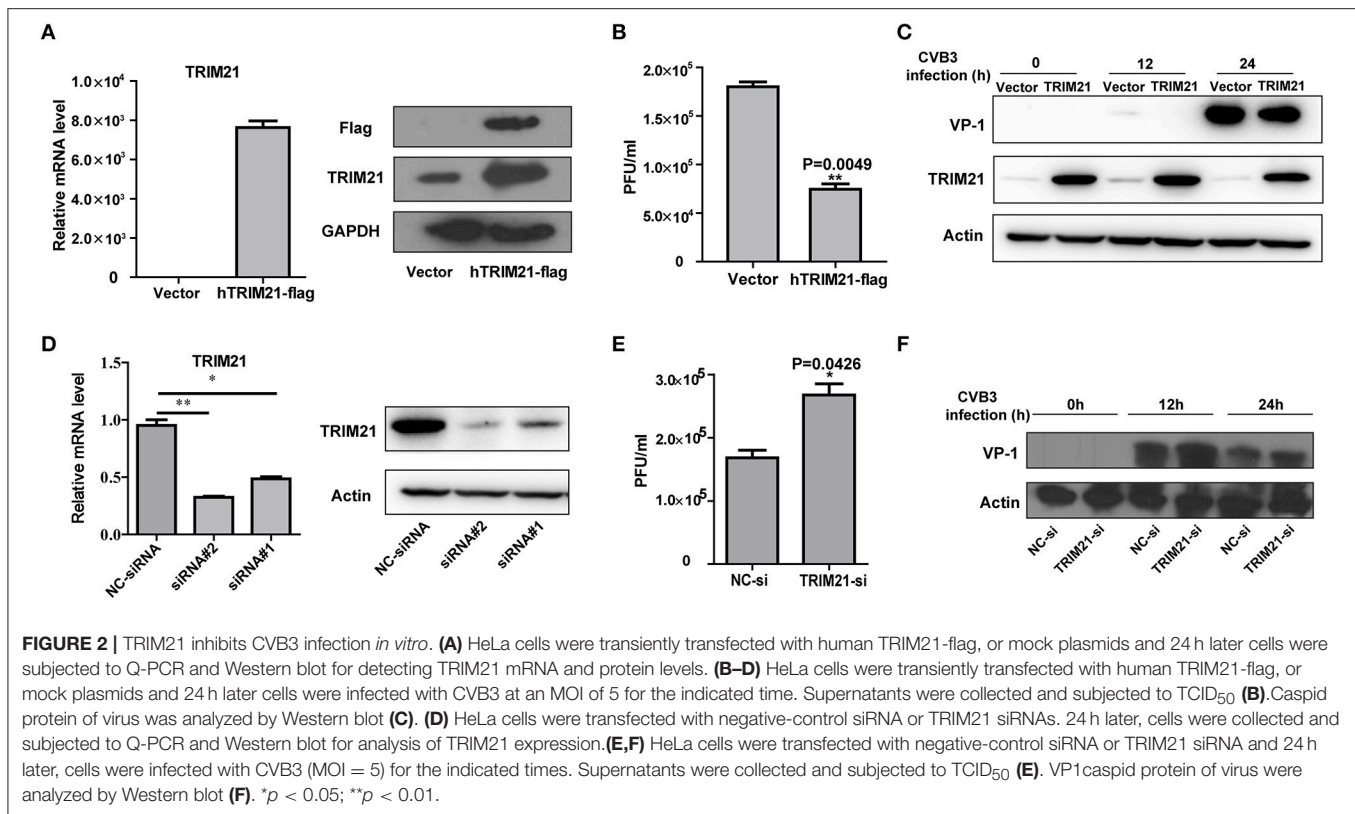 A
TRIM21
Relative mRNA level
1.0×10⁴
8.0×10³
6.0×10³
4.0×10³
2.0×10³
0
Vector hTRIM21-flag
Flag
TRIM21
GAPDH
Vector hTRIM21-flag
B
PFU/ml
2.0×10⁵
1.5×10⁵
1.0×10⁵
5.0×10⁴
0
P=0.0049
**
Vector hTRIM21-flag
C
CVB3
infection (h)
0 12 24
Vector TRIM21 Vector TRIM21 Vector TRIM21
VP-1
TRIM21
Actin
D
TRIM21
Relative mRNA level
1.5
1.0
0.5
0.0
*
**
NC-siRNA siRNA#2 siRNA#1
TRIM21
Actin
NC-siRNA siRNA#2 siRNA#1
E
PFU/ml
3.0×10⁵
2.0×10⁵
1.0×10⁵
0
P=0.0426
*
NC-si TRIM21-si
F
CVB3
infection (h)
0h 12h 24h
VP-1
Actin
NC-si TRIM21-si NC-si TRIM21-si NC-si TRIM21-si
FIGURE 2 | TRIM21 inhibits CVB3 infection in vitro. (A) HeLa cells were transiently transfected with human TRIM21-flag, or mock plasmids and 24 h later cells were
subjected to Q-PCR and Western blot for detecting TRIM21 mRNA and protein levels. (B–D) HeLa cells were transiently transfected with human TRIM21-flag, or
mock plasmids and 24 h later cells were infected with CVB3 at an MOI of 5 for the indicated time. Supernatants were collected and subjected to TCID₅₀ (B).Caspid
protein of virus was analyzed by Western blot (C). (D) HeLa cells were transfected with negative-control siRNA or TRIM21 siRNAs. 24 h later, cells were collected and
subjected to Q-PCR and Western blot for analysis of TRIM21 expression.(E,F) HeLa cells were transfected with negative-control siRNA or TRIM21 siRNA and 24 h
later, cells were infected with CVB3 (MOI = 5) for the indicated times. Supernatants were collected and subjected to TCID₅₀ (E). VP1caspid protein of virus were
analyzed by Western blot (F). *p < 0.05; **p < 0.01.